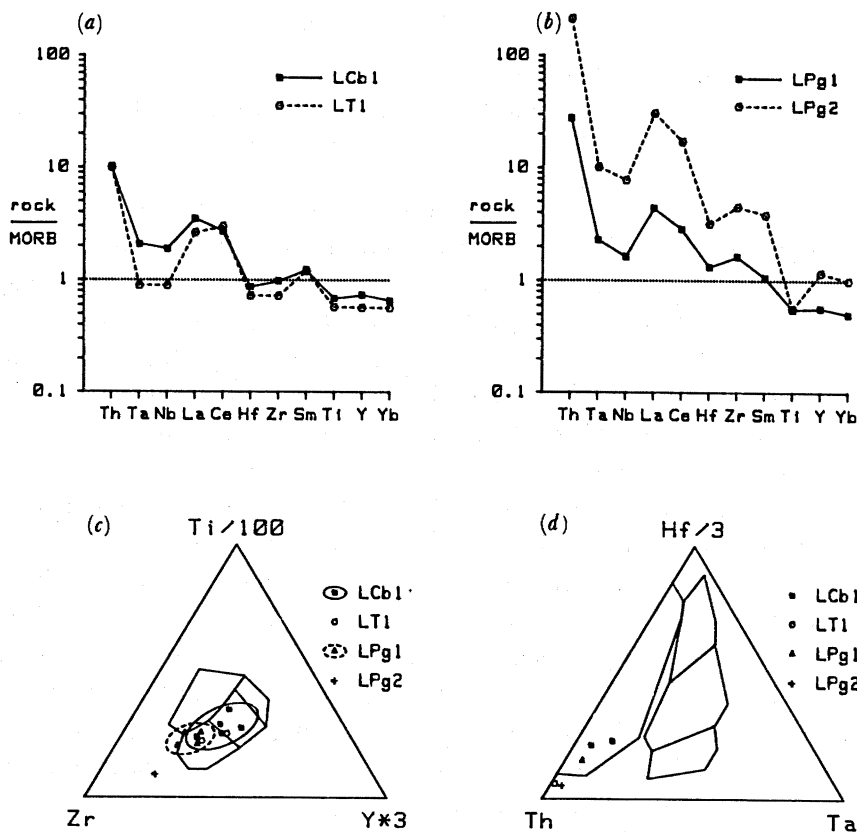 (a)
100
10
rock
MORB
1
0.1
LCb1
LT1
Th Ta Nb La Ce Hf Zr Sm Ti Y Yb
(b)
100
10
rock
MORB
1
0.1
LPg1
LPg2
Th Ta Nb La Ce Hf Zr Sm Ti Y Yb
(c)
Ti/100
LCb1
LT1
LPg1
LPg2
Zr
Y*3
(d)
Hf/3
LCb1
LT1
LPg1
LPg2
Th
Ta